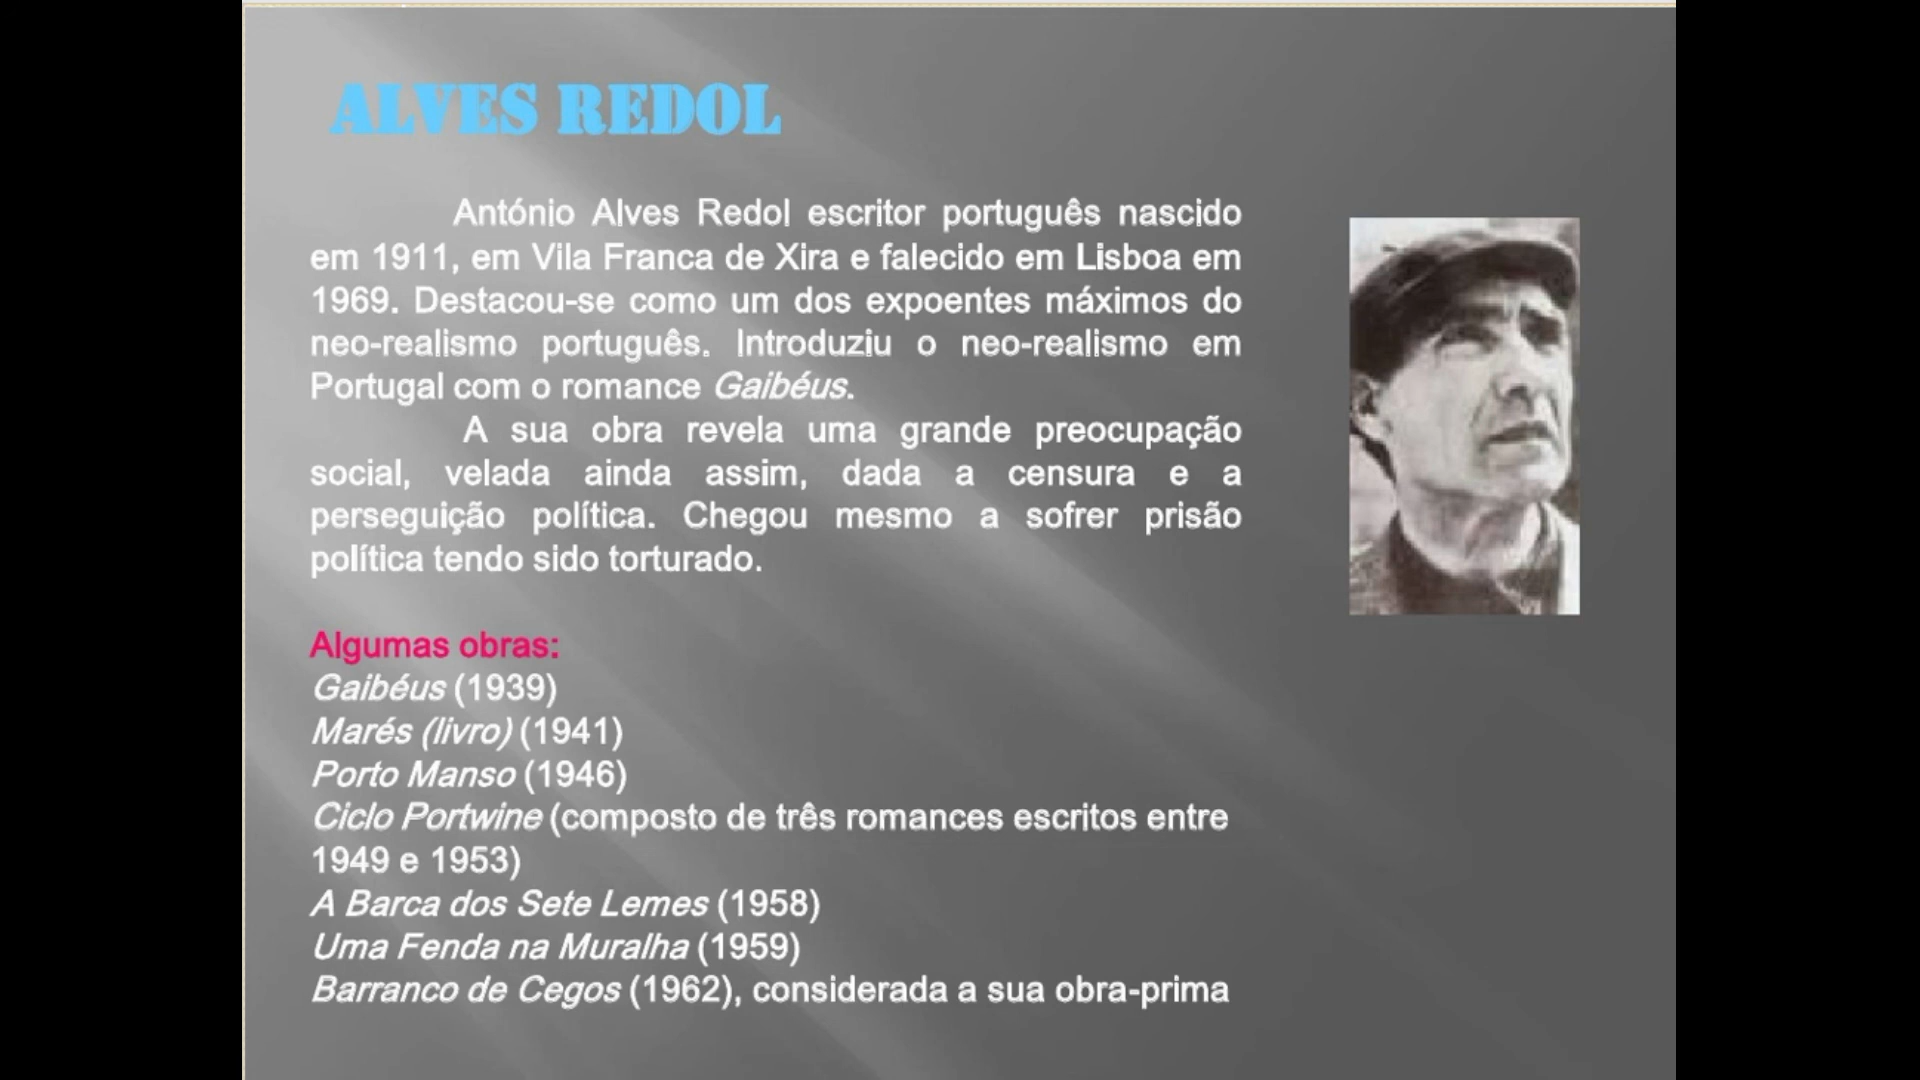 ALVES REDOL
António Alves Redol escritor português nascido
em 1911, em Vila Franca de Xira e falecido em Lisboa em
1969. Destacou-se como um dos expoentes máximos do
neo-realismo português. Introduziu o neo-realismo em
Portugal com o romance Gaibéus.
A sua obra revela uma grande preocupação
social, velada ainda assim, dada a censura e a
perseguição política. Chegou mesmo a sofrer prisão
política tendo sido torturado.
Algumas obras:
Gaibéus (1939)
Marés (livro) (1941)
Porto Manso (1946)
Ciclo Portwine (composto de três romances escritos entre
1949 e 1953)
A Barca dos Sete Lemes (1958)
Uma Fenda na Muralha (1959)
Barranco de Cegos (1962), considerada a sua obra-prima